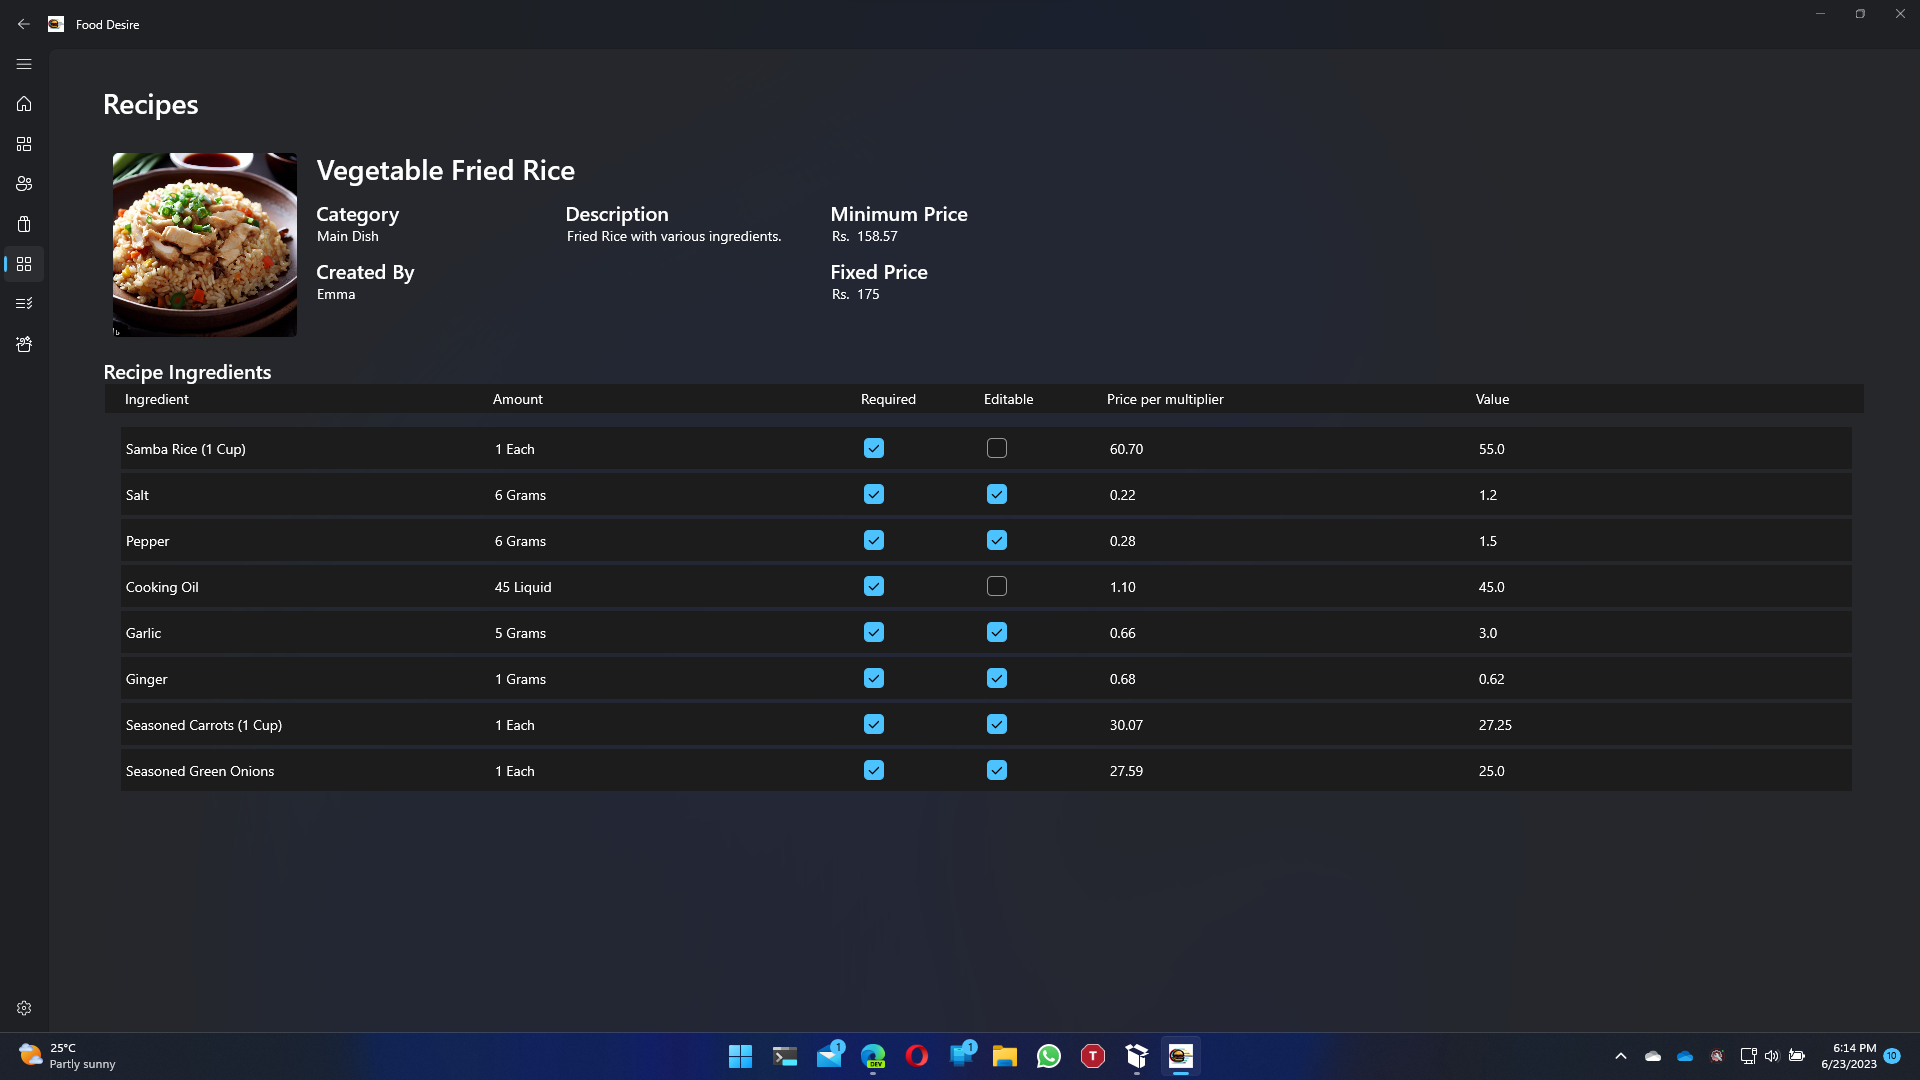 Food Desire
Recipes
Vegetable Fried Rice
Category
Main Dish
Description
Fried Rice with various ingredients.
Minimum Price
Rs. 158.57
Created By
Emma
Fixed Price
Rs. 175
Recipe Ingredients
Ingredient Amount Required Editable Price per multiplier Value
Samba Rice (1 Cup) 1 Each 60.70 55.0
Salt 6 Grams 0.22 1.2
Pepper 6 Grams 0.28 1.5
Cooking Oil 45 Liquid 1.10 45.0
Garlic 5 Grams 0.66 3.0
Ginger 1 Grams 0.68 0.62
Seasoned Carrots (1 Cup) 1 Each 30.07 27.25
Seasoned Green Onions 1 Each 27.59 25.0
25°C
Partly sunny
1
DEV
1
T
6:14 PM
6/23/2023
10